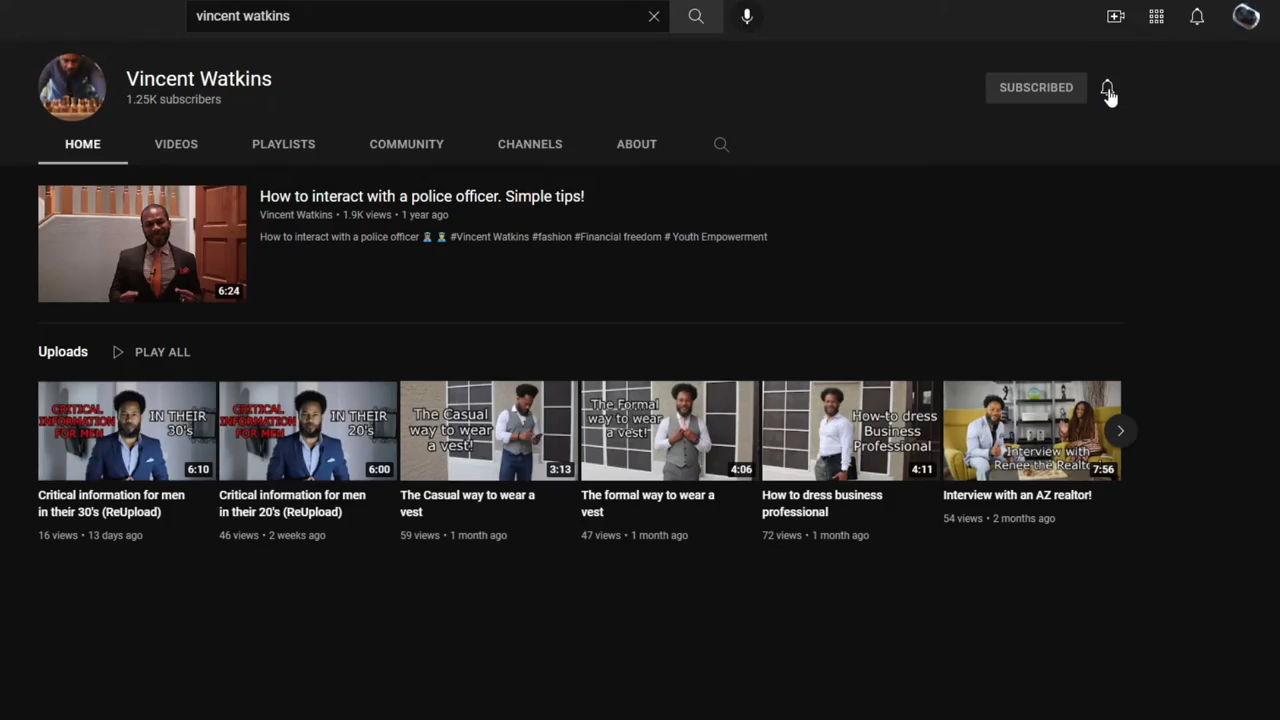 vincent watkins
Vincent Watkins
1.25K subscribers
SUBSCRIBED
HOME
VIDEOS
PLAYLISTS
COMMUNITY
CHANNELS
ABOUT
6:24
How to interact with a police officer. Simple tips!
Vincent Watkins • 1.9K views • 1 year ago
How to interact with a police officer 👮 👮‍♂️ #Vincent Watkins #fashion #Financial freedom # Youth Empowerment
Uploads
PLAY ALL
CRITICAL
INFORMATION
FOR MEN
IN THEIR
30's
6:10
Critical information for men
in their 30's (ReUpload)
16 views • 13 days ago
CRITICAL
INFORMATION
FOR MEN
IN THEIR
20's
6:00
Critical information for men
in their 20's (ReUpload)
46 views • 2 weeks ago
The Casual
way to wear
a vest!
3:13
The Casual way to wear a
vest
59 views • 1 month ago
The Formal
way to wear
a vest!
4:06
The formal way to wear a
vest
47 views • 1 month ago
How to dress
Business
Professional
4:11
How to dress business
professional
72 views • 1 month ago
Interview with
Renee the Realto
7:56
Interview with an AZ realtor!
54 views • 2 months ago